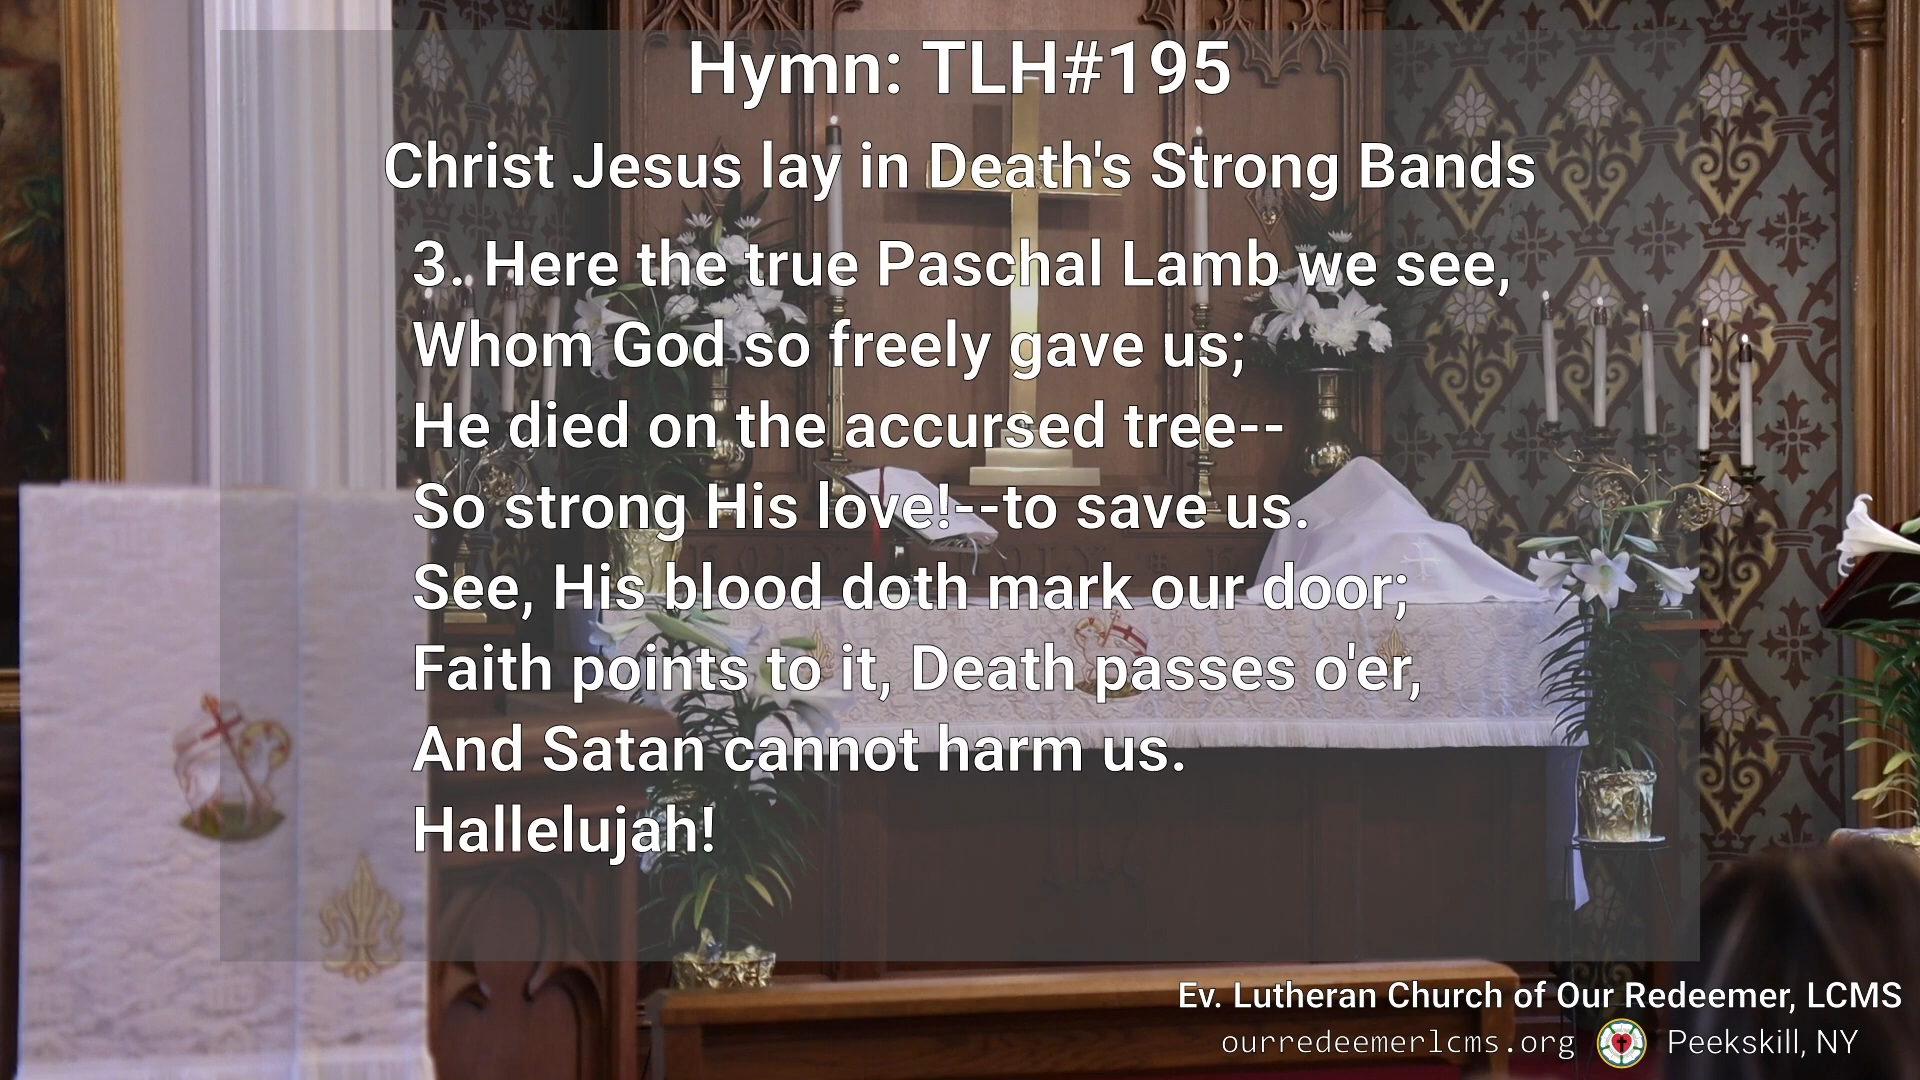 Hymn: TLH#195
Christ Jesus lay in Death's Strong Bands
3. Here the true Paschal Lamb we see,
Whom God so freely gave us;
He died on the accursed tree--
So strong His love!--to save us.
See, His blood doth mark our door;
Faith points to it, Death passes o'er,
And Satan cannot harm us.
Hallelujah!
Ev. Lutheran Church of Our Redeemer, LCMS
ourredeemerlcms.org Peekskill, NY